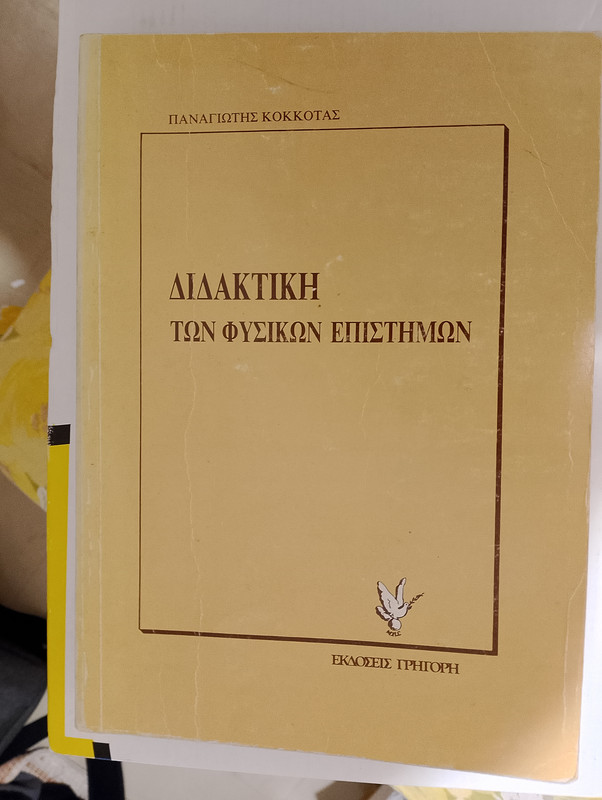 ΠΑΝΑΓΙΩΤΗΣ ΚΟΚΚΟΤΑΣ
ΔΙΔΑΚΤΙΚΗ
ΤΩΝ ΦΥΣΙΚΩΝ ΕΠΙΣΤΗΜΩΝ
ΕΚΔΟΣΕΙΣ ΓΡΗΓΟΡΗ